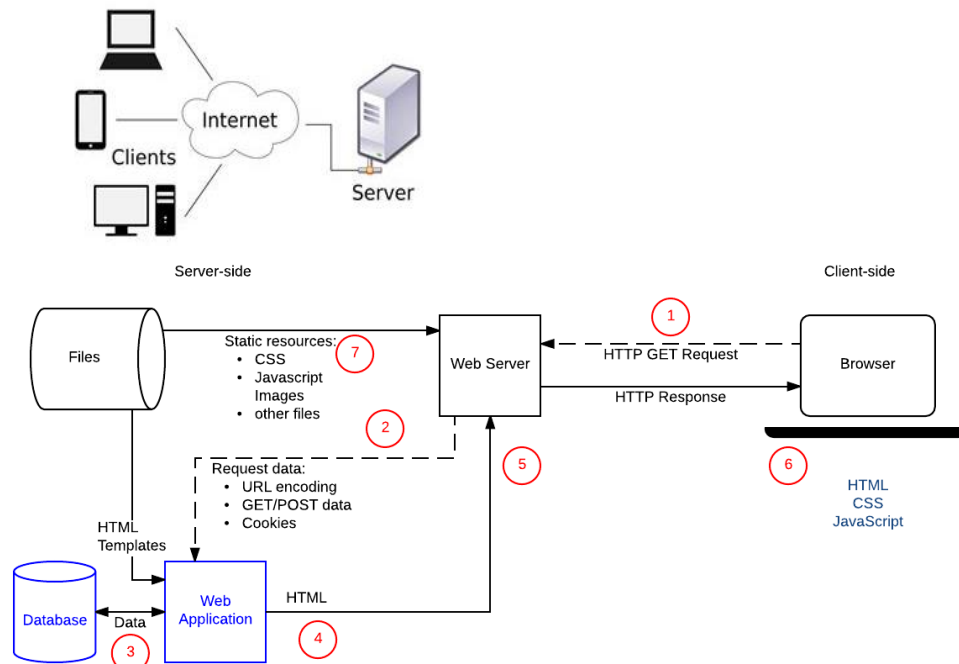 Internet
Clients
Server
Server-side
Client-side
1
Files
Static resources:
• CSS
• Javascript
Images
• other files
7
Web Server
HTTP GET Request
HTTP Response
Browser
2
Request data:
• URL encoding
• GET/POST data
• Cookies
5
6
HTML
CSS
JavaScript
HTML
Templates
Database
Data
3
Web
Application
HTML
4